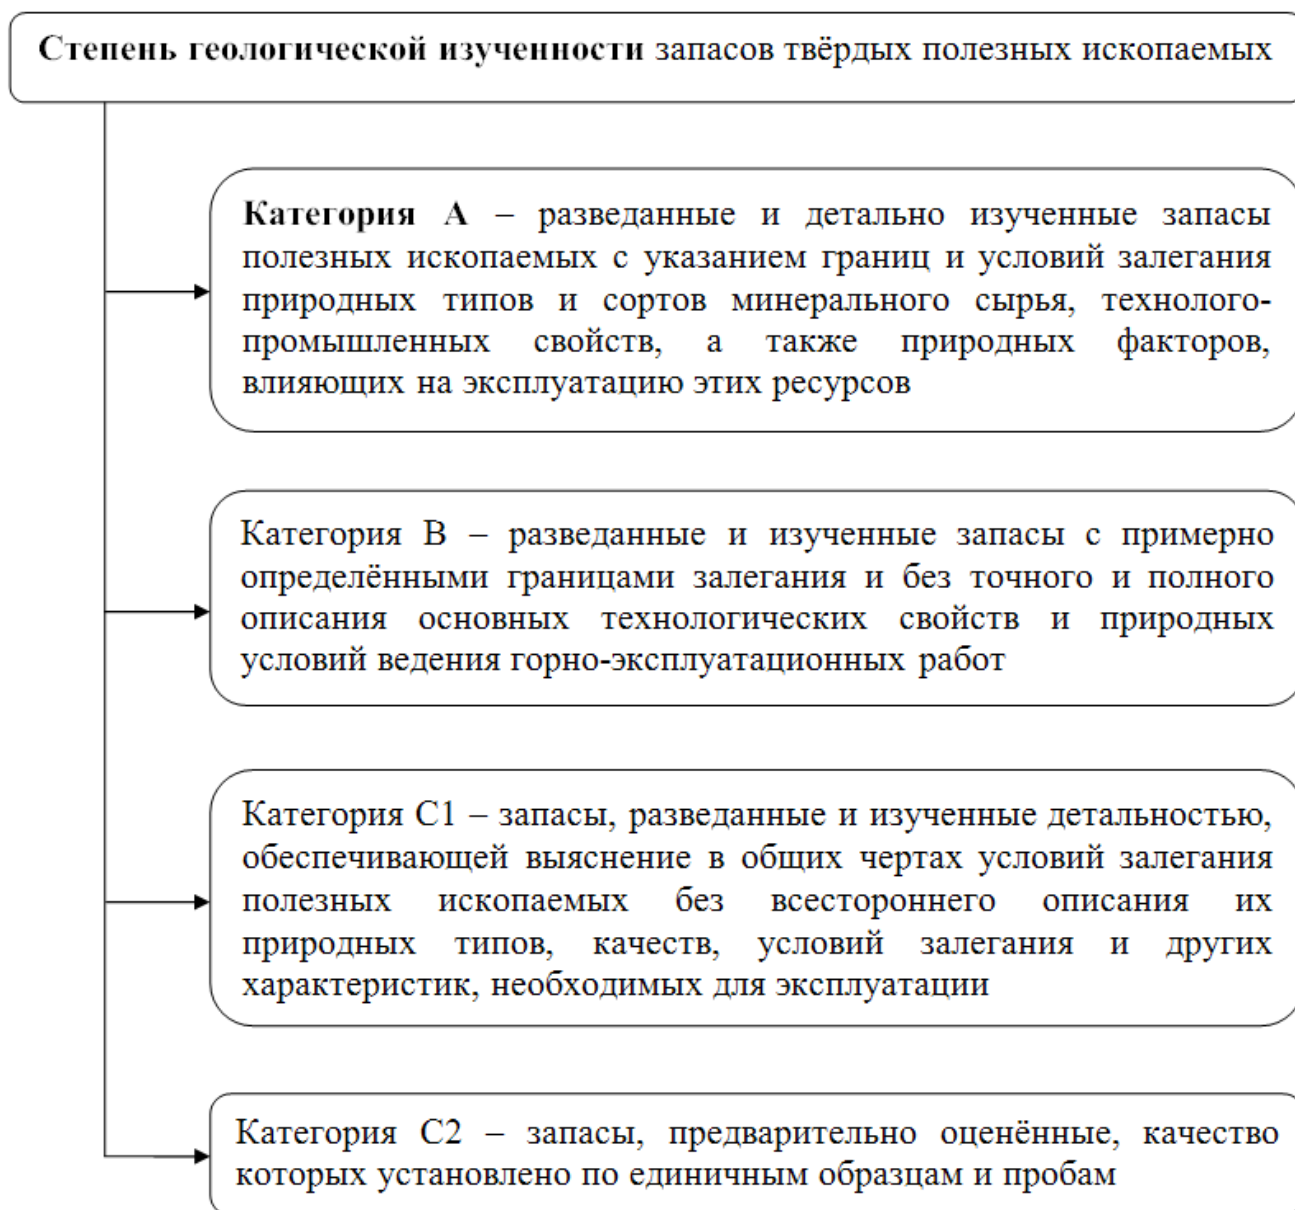 Степень геологической изученности запасов твёрдых полезных ископаемых
Категория А – разведанные и детально изученные запасы
полезных ископаемых с указанием границ и условий залегания
природных типов и сортов минерального сырья, технолого-
промышленных свойств, а также природных факторов,
влияющих на эксплуатацию этих ресурсов
Категория В – разведанные и изученные запасы с примерно
определёнными границами залегания и без точного и полного
описания основных технологических свойств и природных
условий ведения горно-эксплуатационных работ
Категория С1 – запасы, разведанные и изученные детальностью,
обеспечивающей выяснение в общих чертах условий залегания
полезных ископаемых без всестороннего описания их
природных типов, качеств, условий залегания и других
характеристик, необходимых для эксплуатации
Категория С2 – запасы, предварительно оценённые, качество
которых установлено по единичным образцам и пробам